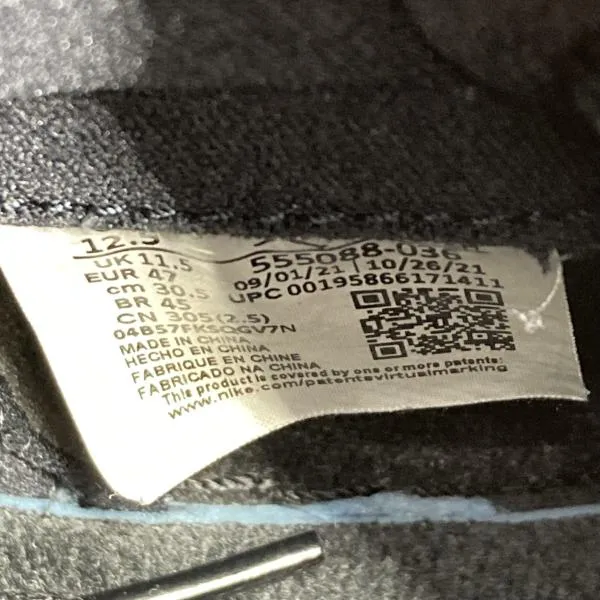 12.5
555088-036
UK 11.5
09/01/21 | 10/26/21
EUR 47
UPC 00195866171411
cm 30.5
BR 45
CN 305(2.5)
04B57FKSQGV7N
MADE IN CHINA
HECHO EN CHINA
FABRIQUE EN CHINE
FABRICADO NA CHINA
This product is covered by one or more patents:
www.nike.com/patentsvirtualmarking